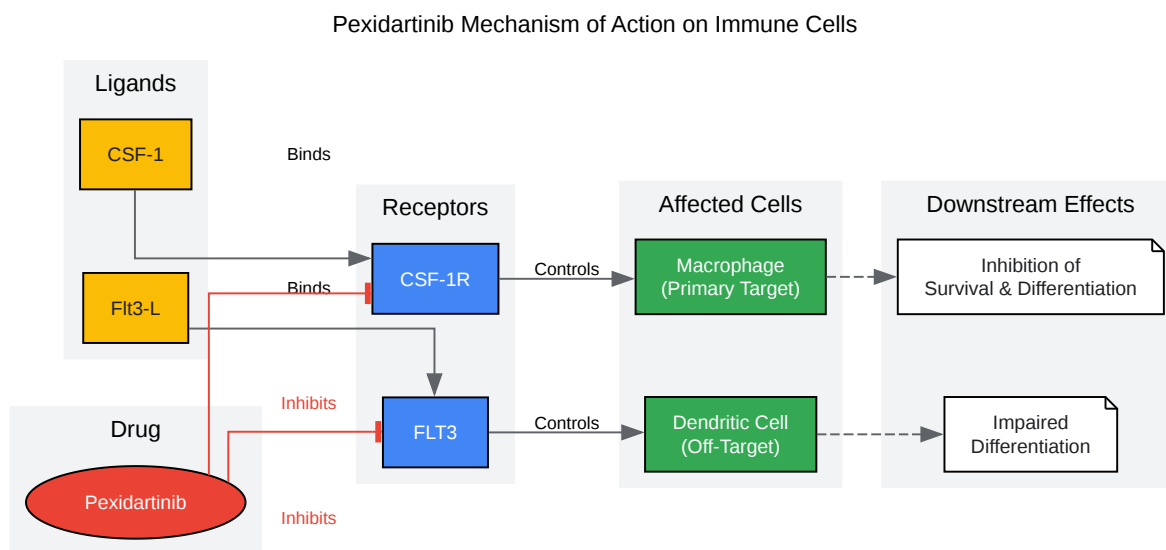 Pexidartinib Mechanism of Action on Immune Cells
Ligands
CSF-1
Binds
Flt3-L
Binds
Receptors
CSF-1R
FLT3
Controls
Controls
Affected Cells
Macrophage
(Primary Target)
Dendritic Cell
(Off-Target)
Downstream Effects
Inhibition of
Survival & Differentiation
Impaired
Differentiation
Drug
Pexidartinib
Inhibits
Inhibits